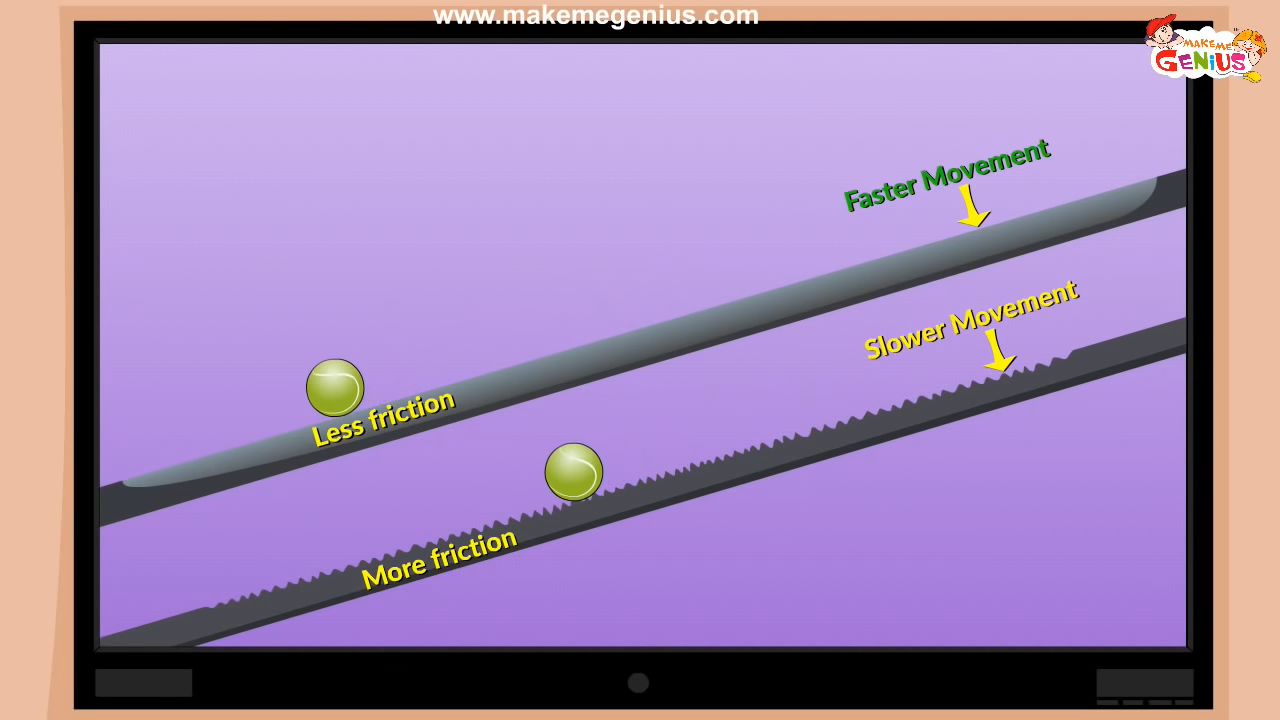 www.makemegenius.com
MAKE ME
GENiUS
Faster Movement
Slower Movement
Less friction
More friction